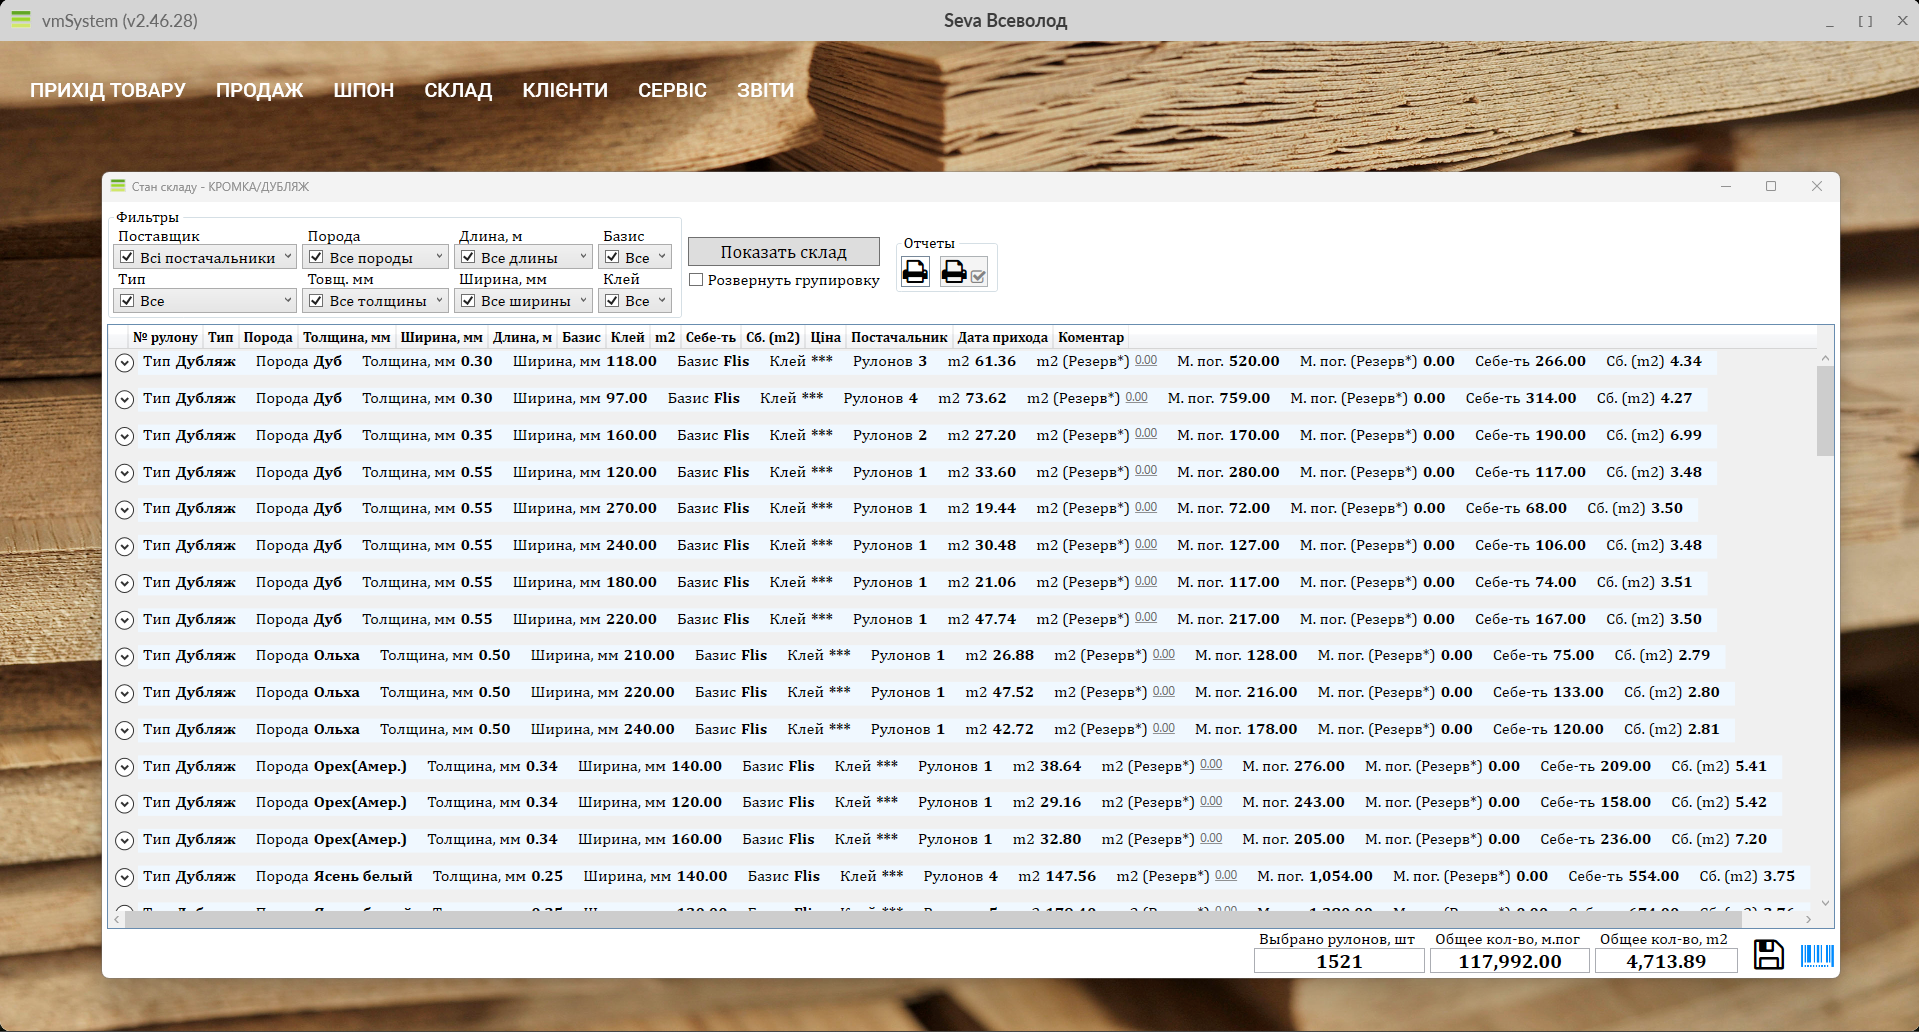 vmSystem (v2.46.28)
Seva Всеволод
ПРИХІД ТОВАРУ ПРОДАЖ ШПОН СКЛАД КЛІЄНТИ СЕРВІС ЗВІТИ
Стан складу - КРОМКА/ДУБЛЯЖ
Фильтры
Поставщик Порода Длина, м Базис
Всі постачальники Все породы Все длины Все
Тип Товщ. мм Ширина, мм Клей
Все Все толщины Все ширины Все
Показать склад
Розвернуть групировку
Отчеты
№ рулону Тип Порода Толщина, мм Ширина, мм Длина, м Базис Клей m2 Себе-ть Сб. (m2) Ціна Постачальник Дата прихода Коментар
Тип Дубляж Порода Дуб Толщина, мм 0.30 Ширина, мм 118.00 Базис Flis Клей *** Рулонов 3 m2 61.36 m2 (Резерв*) 0.00 М. пог. 520.00 М. пог. (Резерв*) 0.00 Себе-ть 266.00 Сб. (m2) 4.34
Тип Дубляж Порода Дуб Толщина, мм 0.30 Ширина, мм 97.00 Базис Flis Клей *** Рулонов 4 m2 73.62 m2 (Резерв*) 0.00 М. пог. 759.00 М. пог. (Резерв*) 0.00 Себе-ть 314.00 Сб. (m2) 4.27
Тип Дубляж Порода Дуб Толщина, мм 0.35 Ширина, мм 160.00 Базис Flis Клей *** Рулонов 2 m2 27.20 m2 (Резерв*) 0.00 М. пог. 170.00 М. пог. (Резерв*) 0.00 Себе-ть 190.00 Сб. (m2) 6.99
Тип Дубляж Порода Дуб Толщина, мм 0.55 Ширина, мм 120.00 Базис Flis Клей *** Рулонов 1 m2 33.60 m2 (Резерв*) 0.00 М. пог. 280.00 М. пог. (Резерв*) 0.00 Себе-ть 117.00 Сб. (m2) 3.48
Тип Дубляж Порода Дуб Толщина, мм 0.55 Ширина, мм 270.00 Базис Flis Клей *** Рулонов 1 m2 19.44 m2 (Резерв*) 0.00 М. пог. 72.00 М. пог. (Резерв*) 0.00 Себе-ть 68.00 Сб. (m2) 3.50
Тип Дубляж Порода Дуб Толщина, мм 0.55 Ширина, мм 240.00 Базис Flis Клей *** Рулонов 1 m2 30.48 m2 (Резерв*) 0.00 М. пог. 127.00 М. пог. (Резерв*) 0.00 Себе-ть 106.00 Сб. (m2) 3.48
Тип Дубляж Порода Дуб Толщина, мм 0.55 Ширина, мм 180.00 Базис Flis Клей *** Рулонов 1 m2 21.06 m2 (Резерв*) 0.00 М. пог. 117.00 М. пог. (Резерв*) 0.00 Себе-ть 74.00 Сб. (m2) 3.51
Тип Дубляж Порода Дуб Толщина, мм 0.55 Ширина, мм 220.00 Базис Flis Клей *** Рулонов 1 m2 47.74 m2 (Резерв*) 0.00 М. пог. 217.00 М. пог. (Резерв*) 0.00 Себе-ть 167.00 Сб. (m2) 3.50
Тип Дубляж Порода Ольха Толщина, мм 0.50 Ширина, мм 210.00 Базис Flis Клей *** Рулонов 1 m2 26.88 m2 (Резерв*) 0.00 М. пог. 128.00 М. пог. (Резерв*) 0.00 Себе-ть 75.00 Сб. (m2) 2.79
Тип Дубляж Порода Ольха Толщина, мм 0.50 Ширина, мм 220.00 Базис Flis Клей *** Рулонов 1 m2 47.52 m2 (Резерв*) 0.00 М. пог. 216.00 М. пог. (Резерв*) 0.00 Себе-ть 133.00 Сб. (m2) 2.80
Тип Дубляж Порода Ольха Толщина, мм 0.50 Ширина, мм 240.00 Базис Flis Клей *** Рулонов 1 m2 42.72 m2 (Резерв*) 0.00 М. пог. 178.00 М. пог. (Резерв*) 0.00 Себе-ть 120.00 Сб. (m2) 2.81
Тип Дубляж Порода Орех(Амер.) Толщина, мм 0.34 Ширина, мм 140.00 Базис Flis Клей *** Рулонов 1 m2 38.64 m2 (Резерв*) 0.00 М. пог. 276.00 М. пог. (Резерв*) 0.00 Себе-ть 209.00 Сб. (m2) 5.41
Тип Дубляж Порода Орех(Амер.) Толщина, мм 0.34 Ширина, мм 120.00 Базис Flis Клей *** Рулонов 1 m2 29.16 m2 (Резерв*) 0.00 М. пог. 243.00 М. пог. (Резерв*) 0.00 Себе-ть 158.00 Сб. (m2) 5.42
Тип Дубляж Порода Орех(Амер.) Толщина, мм 0.34 Ширина, мм 160.00 Базис Flis Клей *** Рулонов 1 m2 32.80 m2 (Резерв*) 0.00 М. пог. 205.00 М. пог. (Резерв*) 0.00 Себе-ть 236.00 Сб. (m2) 7.20
Тип Дубляж Порода Ясень белый Толщина, мм 0.25 Ширина, мм 140.00 Базис Flis Клей *** Рулонов 4 m2 147.56 m2 (Резерв*) 0.00 М. пог. 1,054.00 М. пог. (Резерв*) 0.00 Себе-ть 554.00 Сб. (m2) 3.75
Выбрано рулонов, шт Общее кол-во, м.пог Общее кол-во, m2
1521 117,992.00 4,713.89